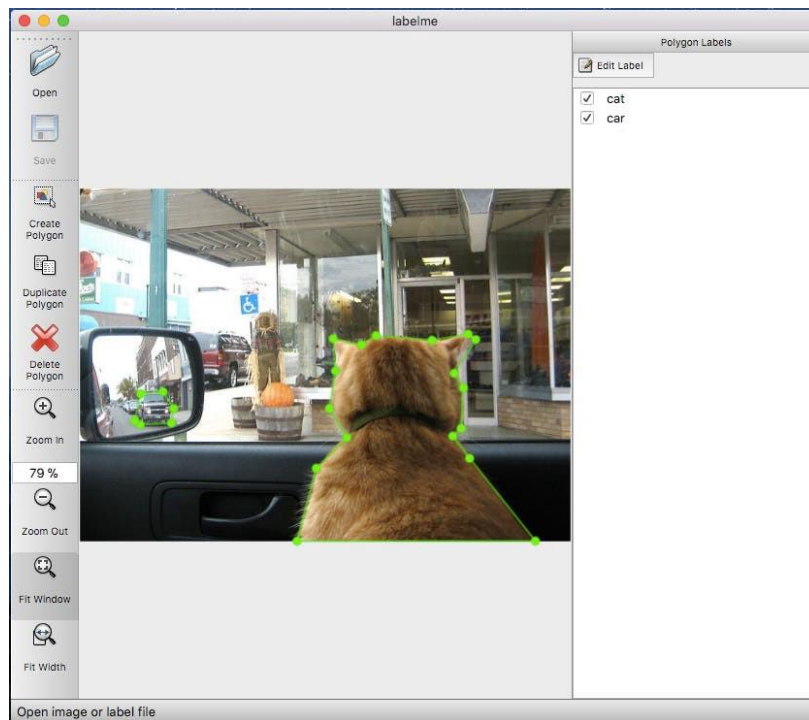 labelme
Open
Save
Create
Polygon
Duplicate
Polygon
Delete
Polygon
Zoom In
79 %
Zoom Out
Fit Window
Fit Width
Polygon Labels
Edit Label
cat
car
Open image or label file